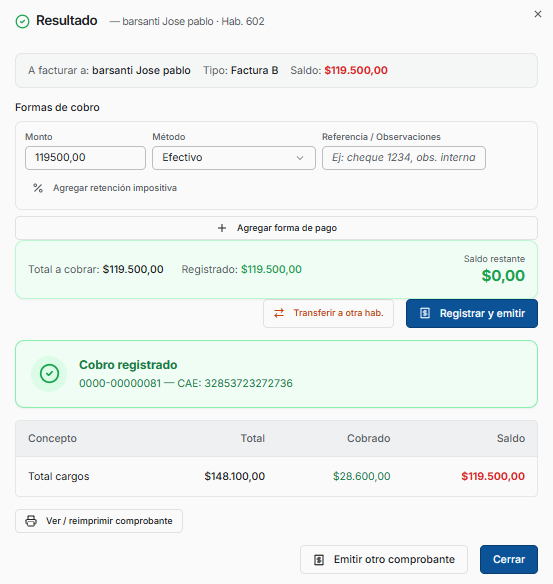 Resultado — barsanti Jose pablo · Hab. 602
A facturar a: barsanti Jose pablo Tipo: Factura B Saldo: $119.500,00
Formas de cobro
Monto Método Referencia / Observaciones
119500,00 Efectivo Ej: cheque 1234, obs. interna
% Agregar retención impositiva
+ Agregar forma de pago
Saldo restante
Total a cobrar: $119.500,00 Registrado: $119.500,00
$0,00
Transferir a otra hab. Registrar y emitir
Cobro registrado
0000-00000081 — CAE: 32853723272736
Concepto Total Cobrado Saldo
Total cargos $148.100,00 $28.600,00 $119.500,00
Ver / reimprimir comprobante
Emitir otro comprobante Cerrar